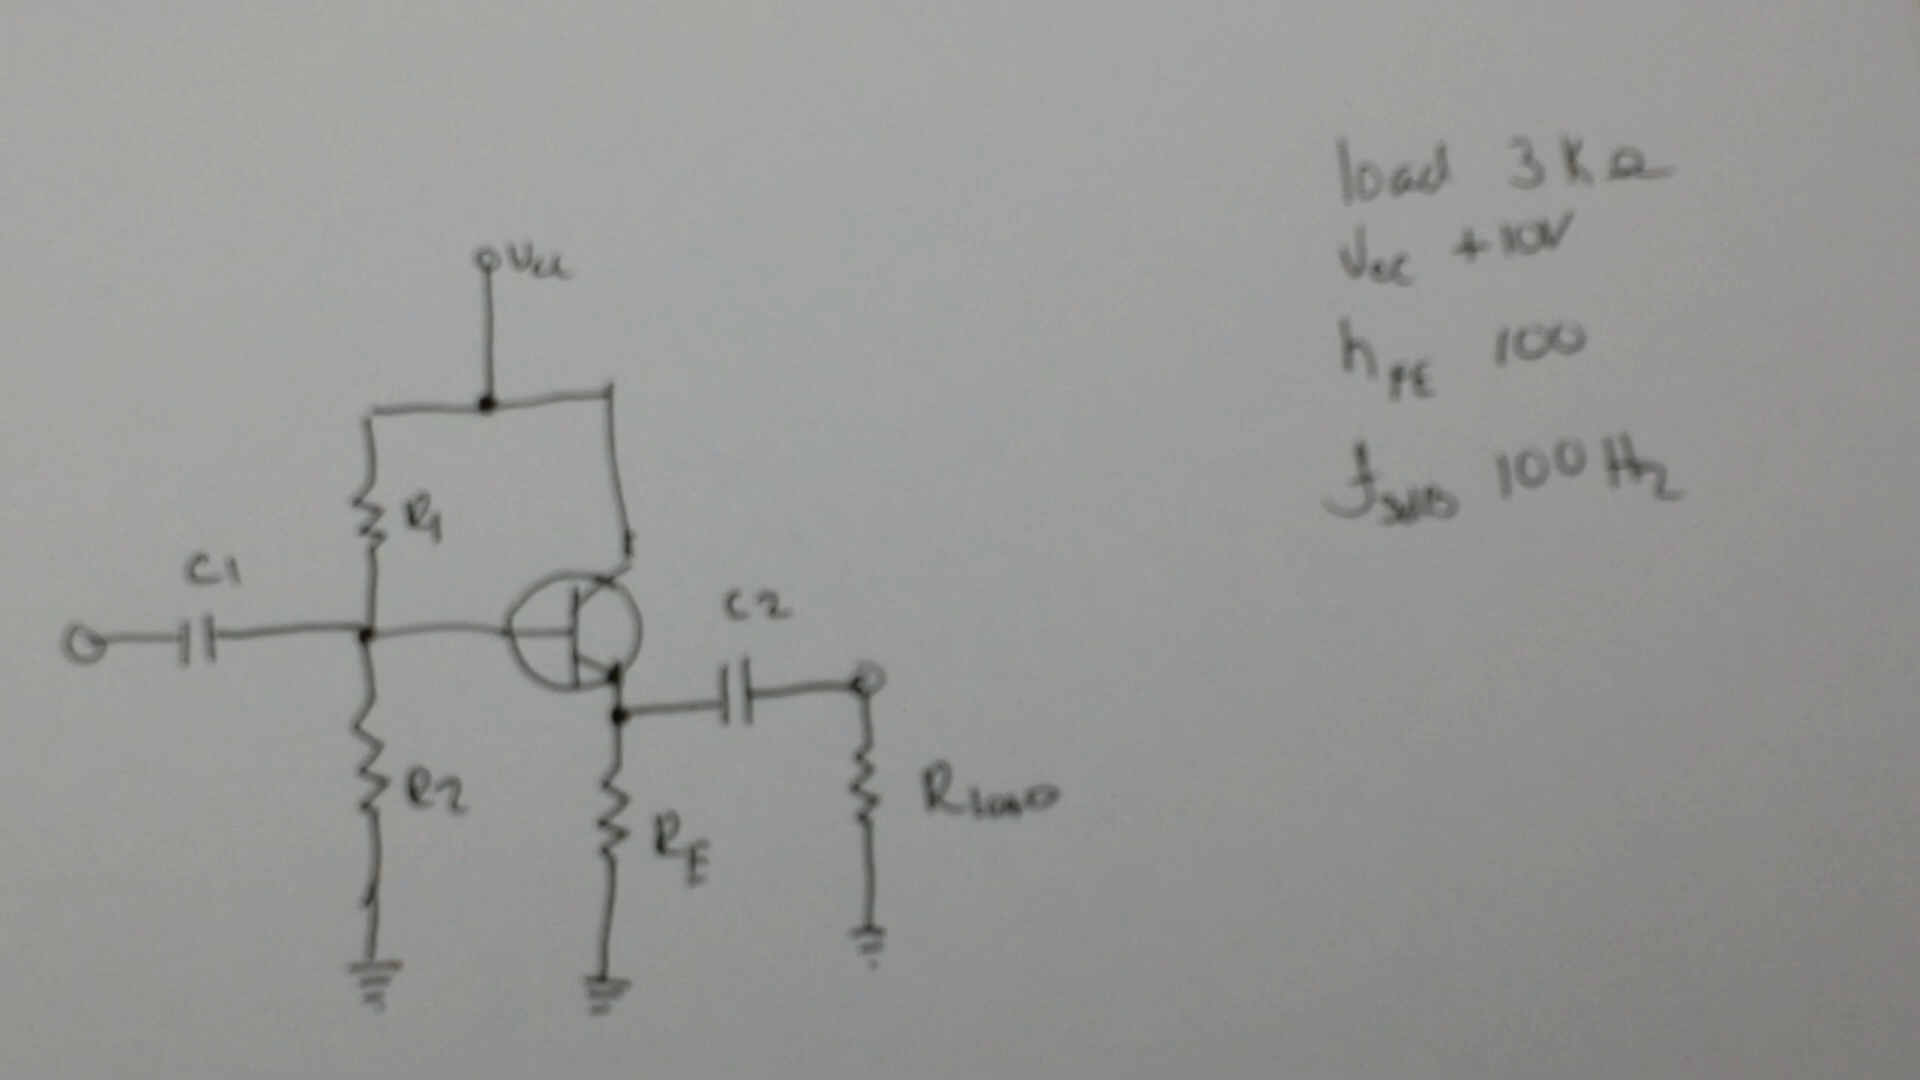 load 3KΩ
Vcc +10V
hFE 100
f3dB 100Hz
Vcc
R1
C1
C2
R2
RE
RLOAD